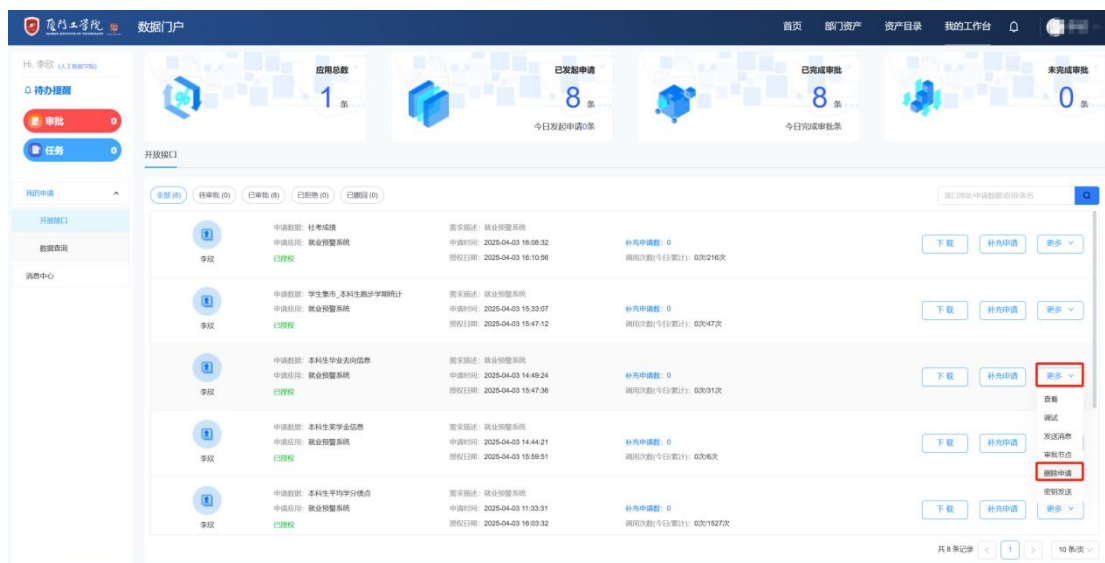 厦门工学院
数据门户
首页 部门资产 资产目录 我的工作台
Hi, 李欣 (人工智能学院)
待办提醒
审批 0
任务 0
应用总数
1 条
已发起申请
8 条
今日发起申请0条
已完成审批
8 条
今日完成审批条
未完成审批
0 条
开放接口
我的申请
开放接口
数据查询
消息中心
全部 (8) 待审批 (0) 已审批 (8) 已拒绝 (0) 已撤回 (0)
接口地址/申请数据/应用/表名
李欣
申请数据: 社考成绩
申请应用: 就业预警系统
已授权
需求描述: 就业预警系统
申请时间: 2025-04-03 16:08:32
授权日期: 2025-04-03 16:10:56
补充申请数: 0
调用次数(今日/累计): 0次/216次
下载 补充申请 更多
李欣
申请数据: 学生集市_本科生跑步学期统计
申请应用: 就业预警系统
已授权
需求描述: 就业预警系统
申请时间: 2025-04-03 15:33:07
授权日期: 2025-04-03 15:47:12
补充申请数: 0
调用次数(今日/累计): 0次/47次
下载 补充申请 更多
李欣
申请数据: 本科生毕业去向信息
申请应用: 就业预警系统
已授权
需求描述: 就业预警系统
申请时间: 2025-04-03 14:49:24
授权日期: 2025-04-03 15:47:36
补充申请数: 0
调用次数(今日/累计): 0次/31次
下载 补充申请 更多
查看
调试
发送消息
审批节点
删除申请
密钥发送
李欣
申请数据: 本科生奖学金信息
申请应用: 就业预警系统
已授权
需求描述: 就业预警系统
申请时间: 2025-04-03 14:44:21
授权日期: 2025-04-03 15:59:51
补充申请数: 0
调用次数(今日/累计): 0次/6次
下载 补充申请
李欣
申请数据: 本科生平均学分绩点
申请应用: 就业预警系统
已授权
需求描述: 就业预警系统
申请时间: 2025-04-03 11:33:31
授权日期: 2025-04-03 16:03:32
补充申请数: 0
调用次数(今日/累计): 0次/1527次
下载 补充申请 更多
共 8 条记录 < 1 > 10 条/页